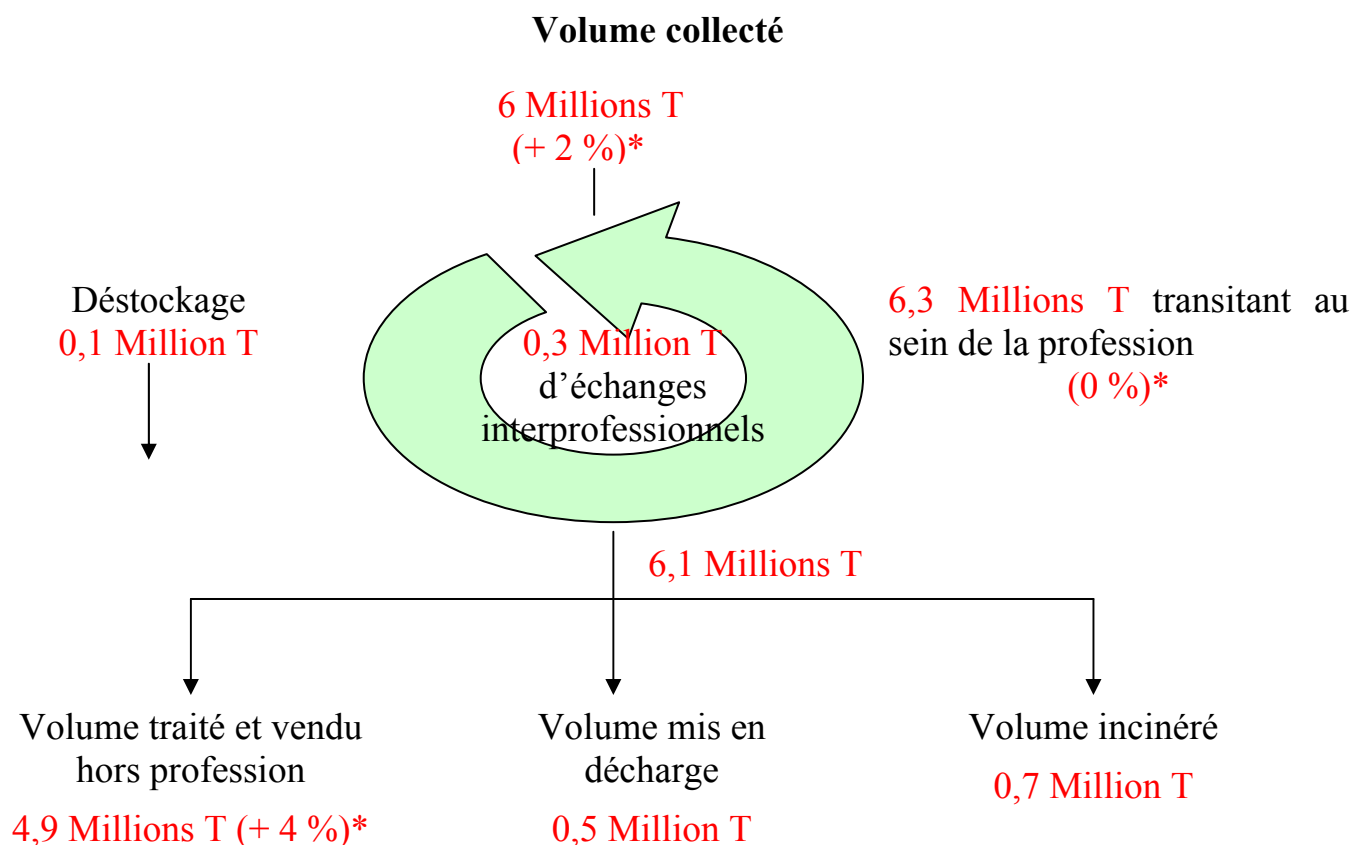 Volume collecté
6 Millions T
(+ 2 %)*
Déstockage
0,1 Million T
0,3 Million T
d’échanges
interprofessionnels
6,3 Millions T transitant au
sein de la profession
(0 %)*
6,1 Millions T
Volume traité et vendu
hors profession
4,9 Millions T (+ 4 %)*
Volume mis en
décharge
0,5 Million T
Volume incinéré
0,7 Million T